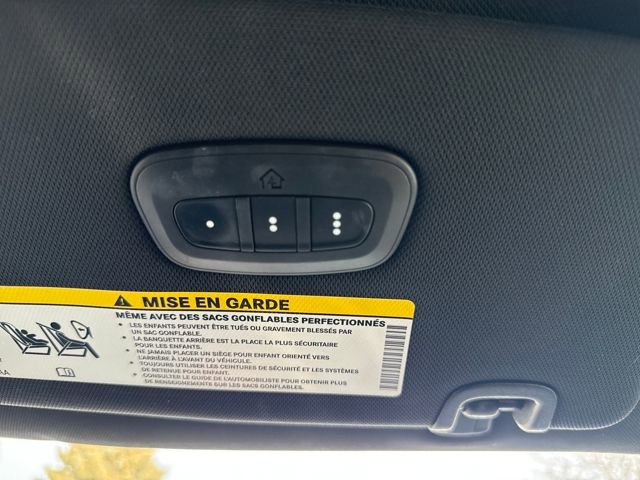 MISE EN GARDE
MÊME AVEC DES SACS GONFLABLES PERFECTIONNÉS
• LES ENFANTS PEUVENT ÊTRE TUÉS OU GRAVEMENT BLESSÉS PAR
UN SAC GONFLABLE.
• LA BANQUETTE ARRIÈRE EST LA PLACE LA PLUS SÉCURITAIRE
POUR LES ENFANTS.
• NE JAMAIS PLACER UN SIÈGE POUR ENFANT ORIENTÉ VERS
L'ARRIÈRE À L'AVANT DU VÉHICULE.
• TOUJOURS UTILISER LES CEINTURES DE SÉCURITÉ ET LES SYSTÈMES
DE RETENUE POUR ENFANT.
• CONSULTER LE GUIDE DE L'AUTOMOBILISTE POUR OBTENIR PLUS
DE RENSEIGNEMENTS SUR LES SACS GONFLABLES.